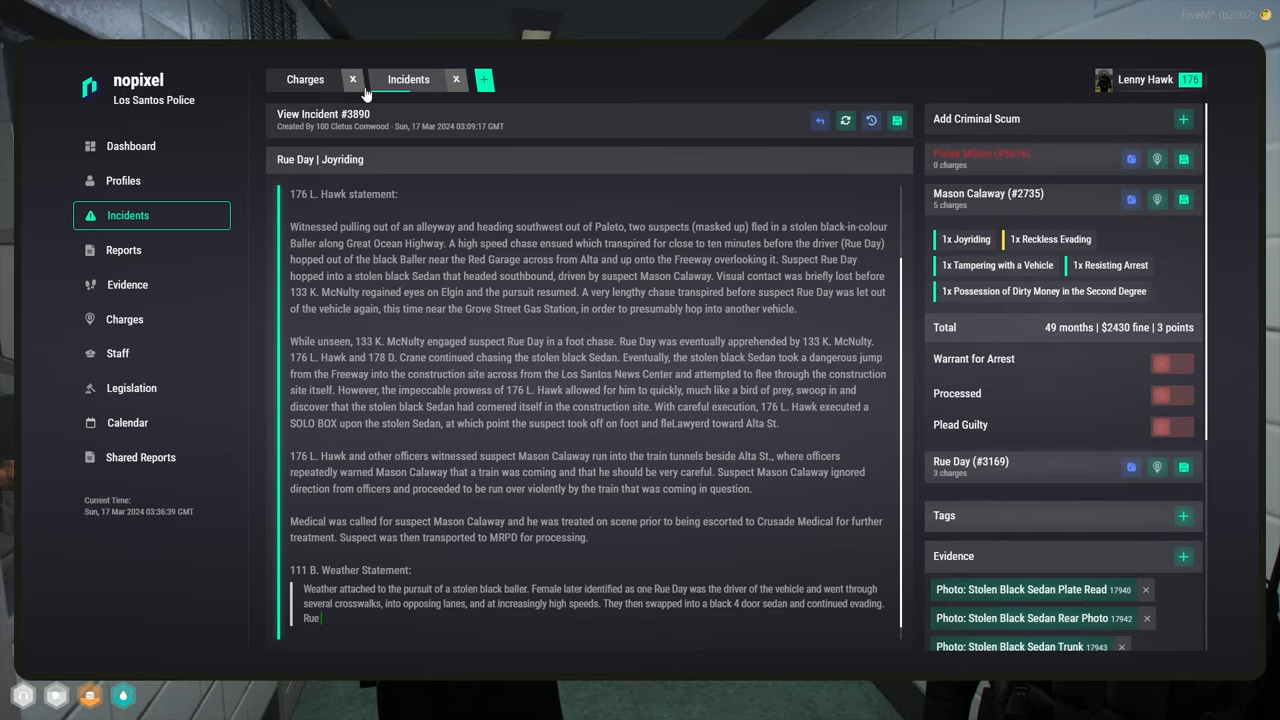 FiveM® (b2802)
nopixel
Los Santos Police
Dashboard
Profiles
Incidents
Reports
Evidence
Charges
Staff
Legislation
Calendar
Shared Reports
Current Time:
Sun, 17 Mar 2024 03:36:39 GMT
Charges x Incidents x +
Lenny Hawk 176
View Incident #3890
Created By 100 Cletus Cornwood - Sun, 17 Mar 2024 03:09:17 GMT
Rue Day | Joyriding
176 L. Hawk statement:
Witnessed pulling out of an alleyway and heading southwest out of Paleto, two suspects (masked up) fled in a stolen black-in-colour
Baller along Great Ocean Highway. A high speed chase ensued which transpired for close to ten minutes before the driver (Rue Day)
hopped out of the black Baller near the Red Garage across from Alta and onto the Freeway overlooking it. Suspect Rue Day
hopped into a stolen black Sedan that headed southbound, driven by suspect Mason Calaway. Visual contact was briefly lost before
133 K. McNulty regained eyes on Elgin and the pursuit resumed. A very lengthy chase transpired before suspect Rue Day was let out
of the vehicle again, this time near the Grove Street Gas Station, in order to presumably hop into another vehicle.
While unseen, 133 K. McNulty engaged suspect Rue Day in a foot chase. Rue Day was eventually apprehended by 133 K. McNulty.
176 L. Hawk and 178 D. Crane continued chasing the stolen black Sedan. Eventually, the stolen black Sedan took a dangerous jump
from the Freeway into the construction site across from the Los Santos News Center and attempted to flee through the construction
site itself. However, the impeccable prowess of 176 L. Hawk allowed for him to quickly, much like a bird of prey, swoop in and
discover that the stolen black Sedan had cornered itself in the construction site. With careful execution, 176 L. Hawk executed a
SOLO BOX upon the stolen Sedan, at which point the suspect took off on foot and fleLawyerd toward Alta St.
176 L. Hawk and other officers witnessed suspect Mason Calaway run into the train tunnels beside Alta St., where officers
repeatedly warned Mason Calaway that a train was coming and that he should be very careful. Suspect Mason Calaway ignored
direction from officers and proceeded to be run over violently by the train that was coming in question.
Medical was called for suspect Mason Calaway and he was treated on scene prior to being escorted to Crusade Medical for further
treatment. Suspect was then transported to MRPD for processing.
111 B. Weather Statement:
Weather attached to the pursuit of a stolen black baller. Female later identified as one Rue Day was the driver of the vehicle and went through
several crosswalks, into opposing lanes, and at increasingly high speeds. They then swapped into a black 4 door sedan and continued evading.
Rue
Add Criminal Scum +
Finley Milton (#5616)
0 charges
Mason Calaway (#2735)
5 charges
1x Joyriding 1x Reckless Evading
1x Tampering with a Vehicle 1x Resisting Arrest
1x Possession of Dirty Money in the Second Degree
Total 49 months | $2430 fine | 3 points
Warrant for Arrest
Processed
Plead Guilty
Rue Day (#3169)
3 charges
Tags +
Evidence +
Photo: Stolen Black Sedan Plate Read 17940 x
Photo: Stolen Black Sedan Rear Photo 17942 x
Photo: Stolen Black Sedan Trunk 17943 x